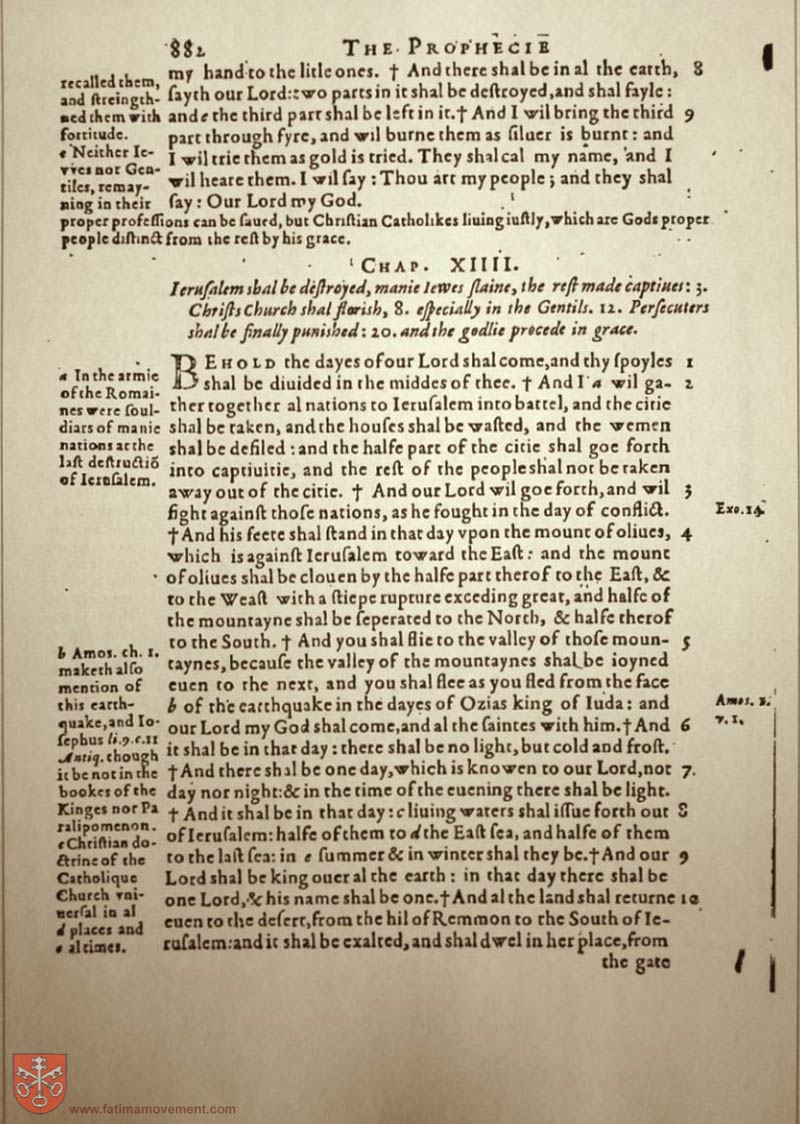 882 THE PROPHECIE
my hand to the litle ones. † And there shal be in al the earth, 8
ſayth our Lord: two parts in it shal be deſtroyed, and shal fayle:
and e the third part shal be left in it. † And I wil bring the third 9
part through fyre, and wil burne them as ſiluer is burnt: and
I wil trie them as gold is tried. They shal cal my name, and I
wil heare them. I wil ſay: Thou art my people; and they shal
ſay: Our Lord my God.
recalled them,
and ſtreingth-
ned them with
fortitude.
e Neither Ie-
vves nor Gen-
tiles, remay-
ning in their
proper profeſſions can be ſaued, but Chriſtian Catholikes liuing iuſtly, which are Gods proper
people diſtinct from the reſt by his grace.
CHAP. XIIII.
Ieruſalem shal be deſtroyed, manie Iewes ſlaine, the reſt made captiues: 3.
Chriſts Church shal florish, 8. eſpecially in the Gentils. 12. Perſecuters
shal be finally punished: 20. and the godlie procede in grace.
BEHOLD the dayes of our Lord shal come, and thy ſpoyles 1
shal be diuided in the middes of thee. † And I a wil ga- 2
ther together al nations to Ieruſalem into battel, and the citie
shal be taken, and the houſes shal be waſted, and the wemen
shal be defiled: and the halfe part of the citie shal goe forth
into captiuitie, and the reſt of the people shal not be taken
away out of the citie. † And our Lord wil goe forth, and wil 3
fight againſt thoſe nations, as he fought in the day of conflict.
† And his feete shal ſtand in that day vpon the mount of oliues, 4
which is againſt Ieruſalem toward the Eaſt: and the mount
of oliues shal be clouen by the halfe part therof to the Eaſt, &
to the Weaſt with a ſtiepe rupture exceding great, and halfe of
the mountayne shal be ſeperated to the North, & halfe therof
to the South. † And you shal flie to the valley of thoſe moun- 5
taynes, becauſe the valley of the mountaynes shal be ioyned
euen to the next, and you shal flee as you fled from the face
b of the earthquake in the dayes of Ozias king of Iuda: and
our Lord my God shal come, and al the ſaintes with him. † And 6
it shal be in that day: there shal be no light, but cold and froſt.
† And there shal be one day, which is knowen to our Lord, not 7.
day nor night: & in the time of the euening there shal be light.
† And it shal be in that day: c liuing waters shal iſſue forth out 8
of Ieruſalem: halfe of them to d the Eaſt ſea, and halfe of them
to the laſt ſea: in e ſummer & in winter shal they be. † And our 9
Lord shal be king ouer al the earth: in that day there shal be
one Lord, & his name shal be one. † And al the land shal returne 10
euen to the deſert, from the hil of Remmon to the South of Ie-
ruſalem: and it shal be exalted, and shal dwel in her place, from
the gate
a In the armie
of the Romai-
nes were ſoul-
diars of manie
nations at the
laſt deſtructiō
of Ieruſalem.
b Amos. ch. 1.
maketh alſo
mention of
this earth-
quake, and Io-
ſephus li. 9. c. 11
Antiq. though
it be not in the
bookes of the
Kinges nor Pa
ralipomenon.
c Chriſtian do-
ctrine of the
Catholique
Church vni-
uerſal in al
d places and
e al times.
Exo. 14.
Amos. 1.
v. 1.
www.fatimamovement.com